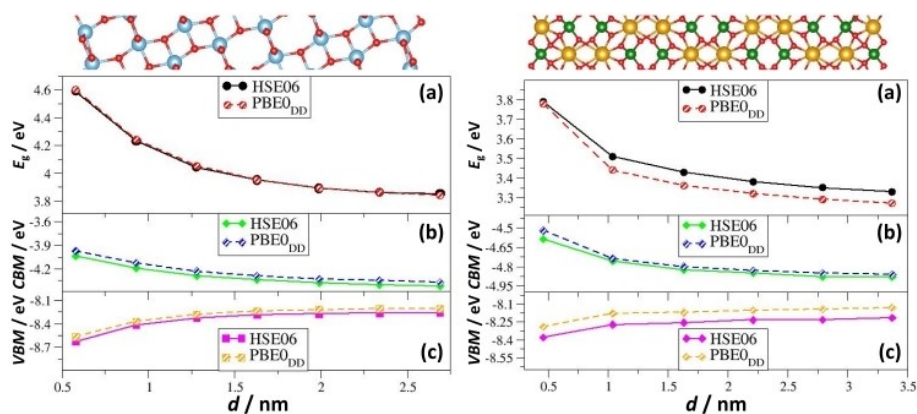 (a)
HSE06
PBE0DD
4.6
4.4
4.2
4
3.8
Eg / eV
(b)
HSE06
PBE0DD
-3.6
-3.9
-4.2
CBM / eV
(c)
HSE06
PBE0DD
-8.1
-8.4
-8.7
VBM / eV
0.5 1 1.5 2 2.5
d / nm
(a)
HSE06
PBE0DD
3.8
3.7
3.6
3.5
3.4
3.3
Eg / eV
(b)
HSE06
PBE0DD
-4.5
-4.65
-4.8
-4.95
CBM / eV
(c)
HSE06
PBE0DD
-8.1
-8.25
-8.4
-8.55
VBM / eV
0.5 1 1.5 2 2.5 3 3.5
d / nm